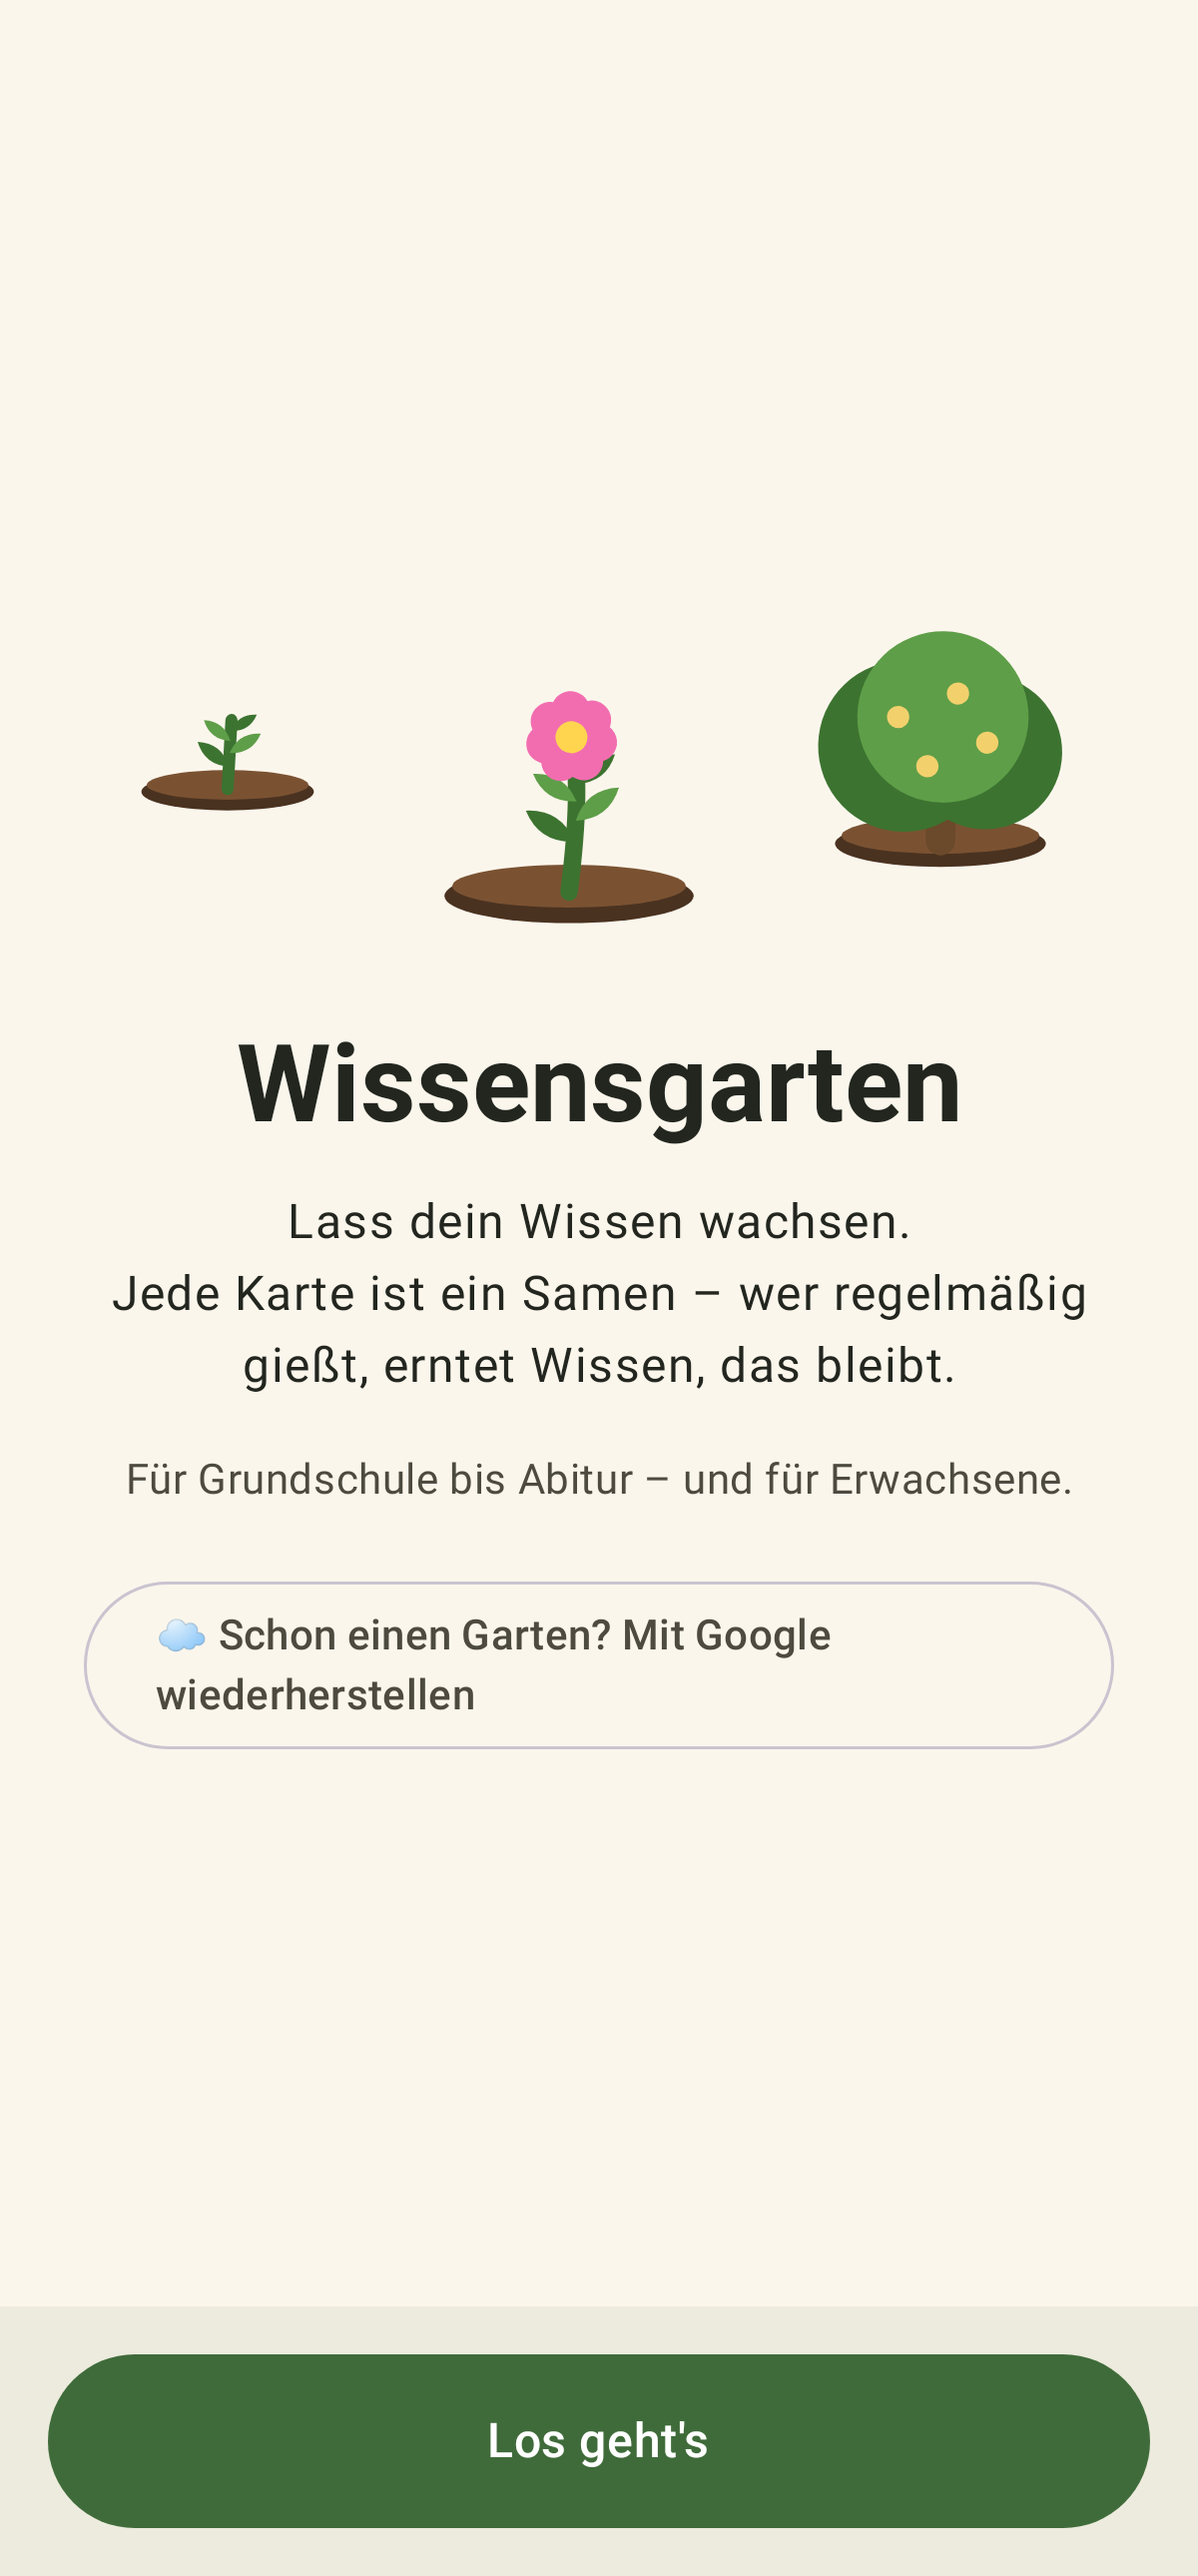 Wissensgarten
Lass dein Wissen wachsen.
Jede Karte ist ein Samen – wer regelmäßig
gießt, erntet Wissen, das bleibt.
Für Grundschule bis Abitur – und für Erwachsene.
Schon einen Garten? Mit Google
wiederherstellen
Los geht's